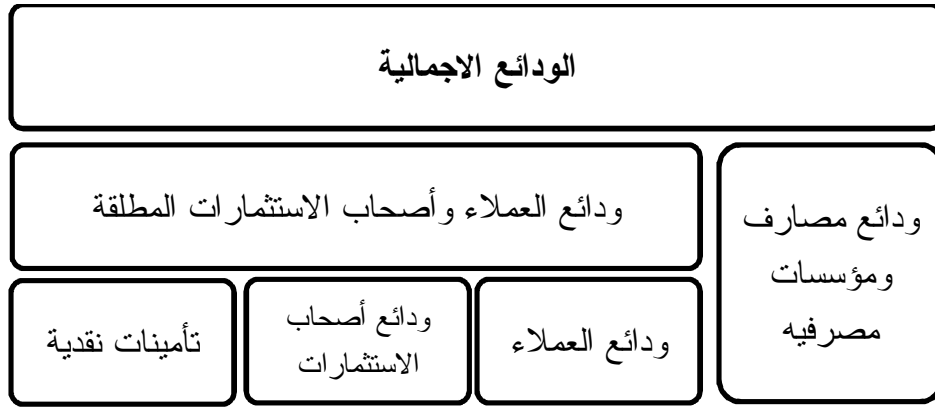 الودائع الاجمالية
ودائع مصارف
ومؤسسات
مصرفيه
ودائع العملاء وأصحاب الاستثمارات المطلقة
ودائع العملاء
ودائع أصحاب
الاستثمارات
تأمينات نقدية